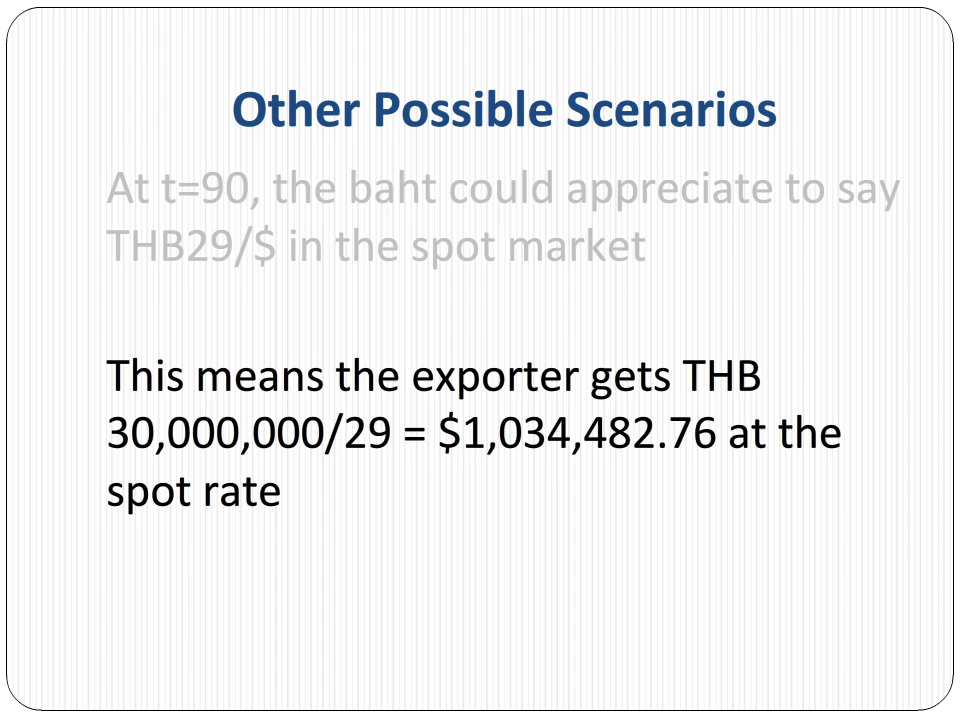 Other Possible Scenarios
At t=90, the baht could appreciate to say
THB29/$ in the spot market
This means the exporter gets THB
30,000,000/29 = $1,034,482.76 at the
spot rate